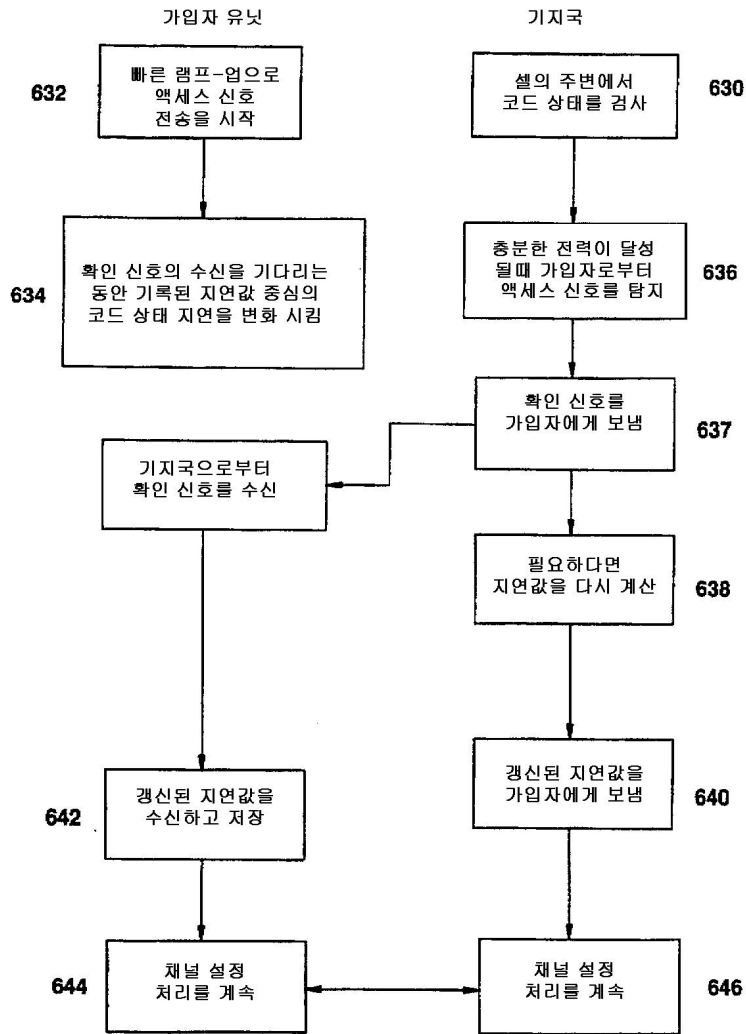 가입자 유닛
기지국
632
빠른 램프-업으로
액세스 신호
전송을 시작
셀의 주변에서
코드 상태를 검사
630
634
확인 신호의 수신을 기다리는
동안 기록된 지연값 중심의
코드 상태 지연을 변화 시킴
충분한 전력이 달성
될때 가입자로부터
액세스 신호를 탐지
636
확인 신호를
가입자에게 보냄
637
기지국으로부터
확인 신호를 수신
필요하다면
지연값을 다시 계산
638
642
갱신된 지연값을
수신하고 저장
갱신된 지연값을
가입자에게 보냄
640
644
채널 설정
처리를 계속
채널 설정
처리를 계속
646